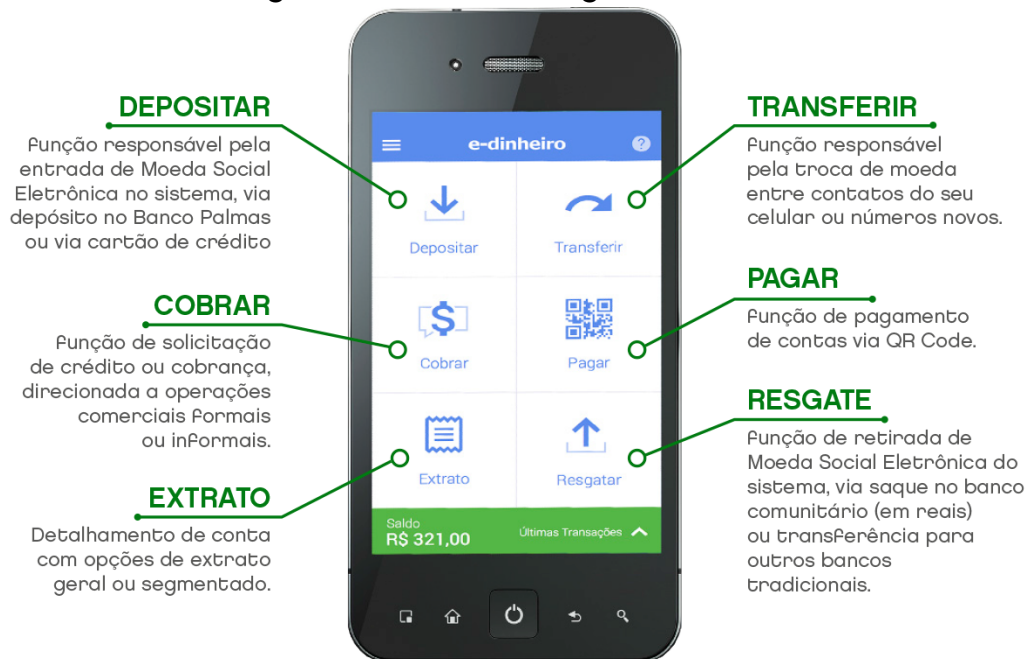 DEPOSITAR
Função responsável pela
entrada de Moeda Social
Eletrônica no sistema, via
depósito no Banco Palmas
ou via cartão de crédito
COBRAR
Função de solicitação
de crédito ou cobrança,
direcionada a operações
comerciais formais
ou informais.
EXTRATO
Detalhamento de conta
com opções de extrato
geral ou segmentado.
e-dinheiro
?
Depositar
Transferir
$
Cobrar
Pagar
Extrato
Resgatar
Saldo
R$ 321,00
Últimas Transações
TRANSFERIR
Função responsável
pela troca de moeda
entre contatos do seu
celular ou números novos.
PAGAR
Função de pagamento
de contas via QR Code.
RESGATE
Função de retirada de
Moeda Social Eletrônica do
sistema, via saque no banco
comunitário (em reais)
ou transferência para
outros bancos
tradicionais.